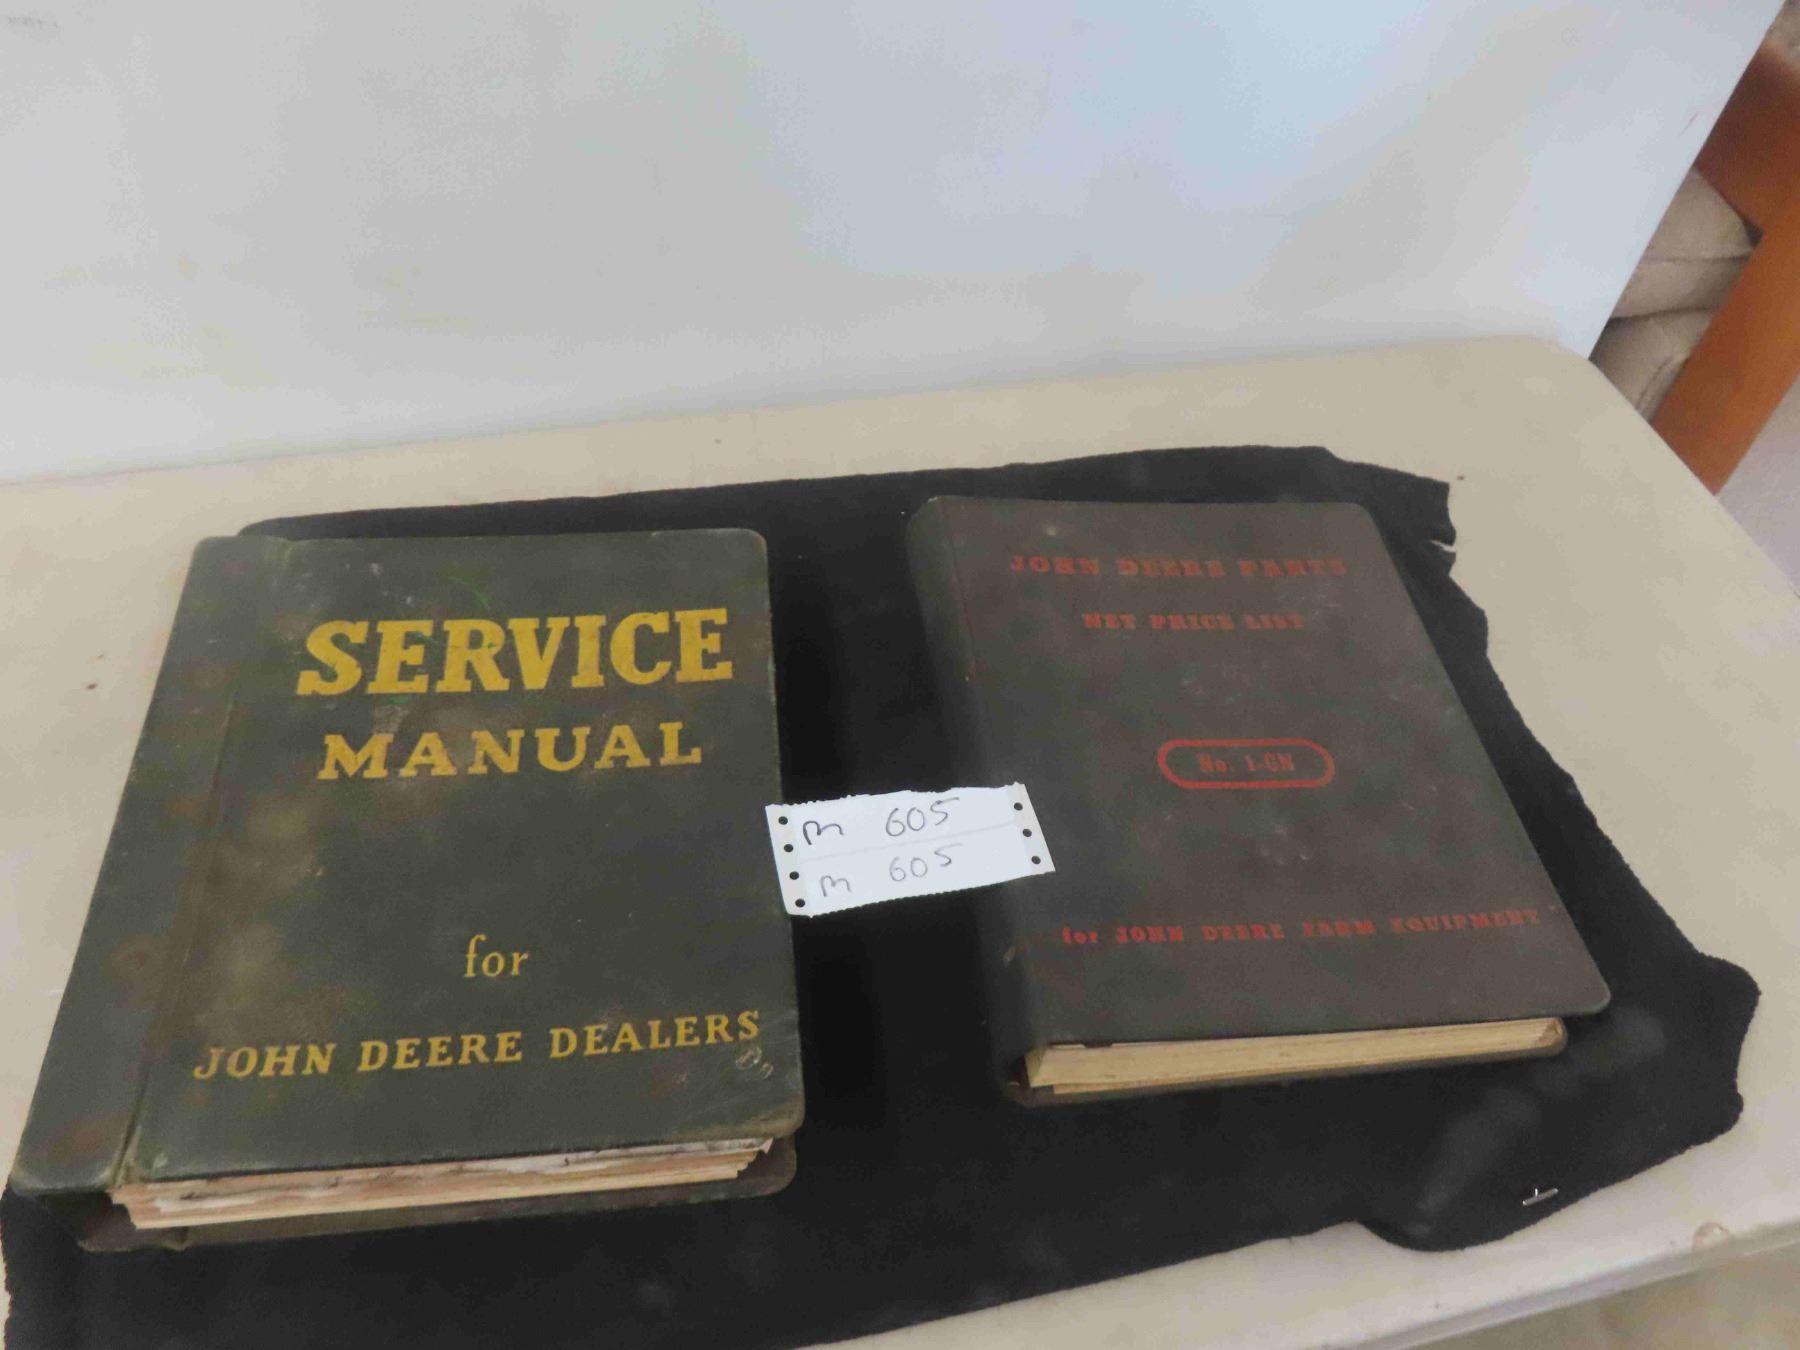 SERVICE
MANUAL
for
JOHN DEERE DEALERS
m 605
m 605
JOHN DEERE PARTS
NET PRICE LIST
No. 1-GN
for JOHN DEERE FARM EQUIPMENT